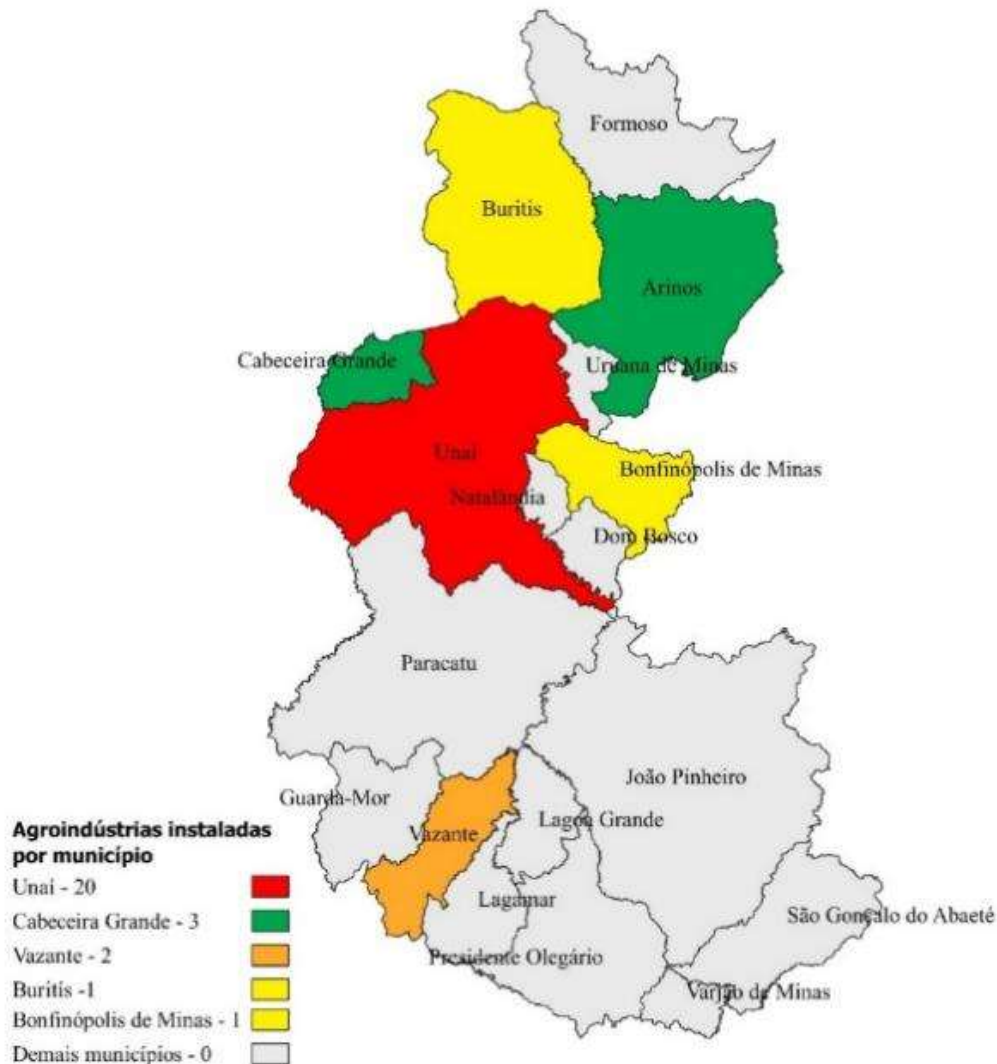 Formoso
Buritis
Arinos
Cabeceira Grande
Uruana de Minas
Unaí
Bonfinópolis de Minas
Natalândia
Dom Bosco
Paracatu
João Pinheiro
Guarda-Mor
Lagoa Grande
Vazante
Lagamar
São Gonçalo do Abaeté
Presidente Olegário
Varjão de Minas
Agroindústrias instaladas
por município
Unaí - 20
Cabeceira Grande - 3
Vazante - 2
Buritis -1
Bonfinópolis de Minas - 1
Demais municípios - 0